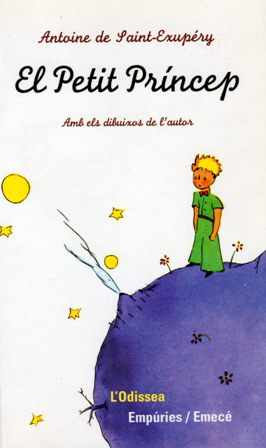 Antoine de Saint-Exupéry
El Petit Príncep
Amb els dibuixos de l'autor
L'Odissea
Empúries / Emecé